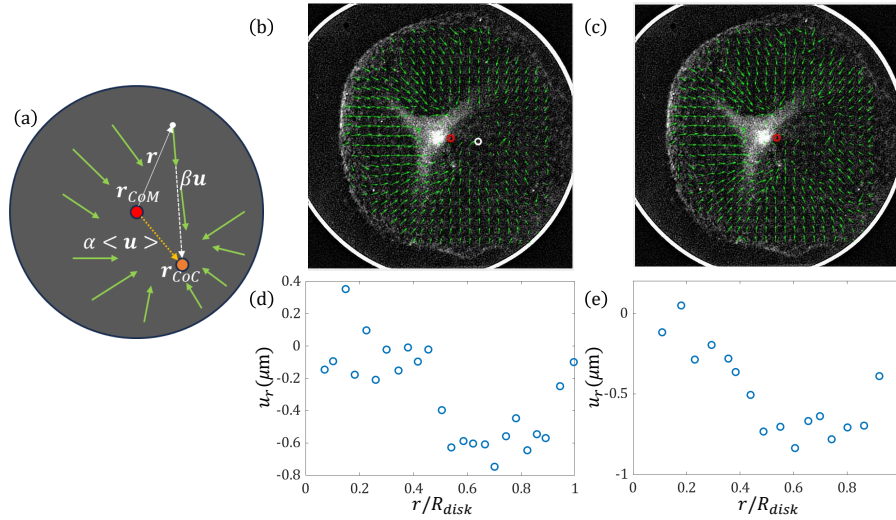 (a)
r
r_CoM
βu
α < u >
r_CoC
(b)
(c)
(d)
0.4
0.2
0
-0.2
-0.4
-0.6
-0.8
u_r(μm)
0
0.2
0.4
0.6
0.8
1
r/R_disk
(e)
0
-0.5
-1
u_r(μm)
0
0.2
0.4
0.6
0.8
r/R_disk